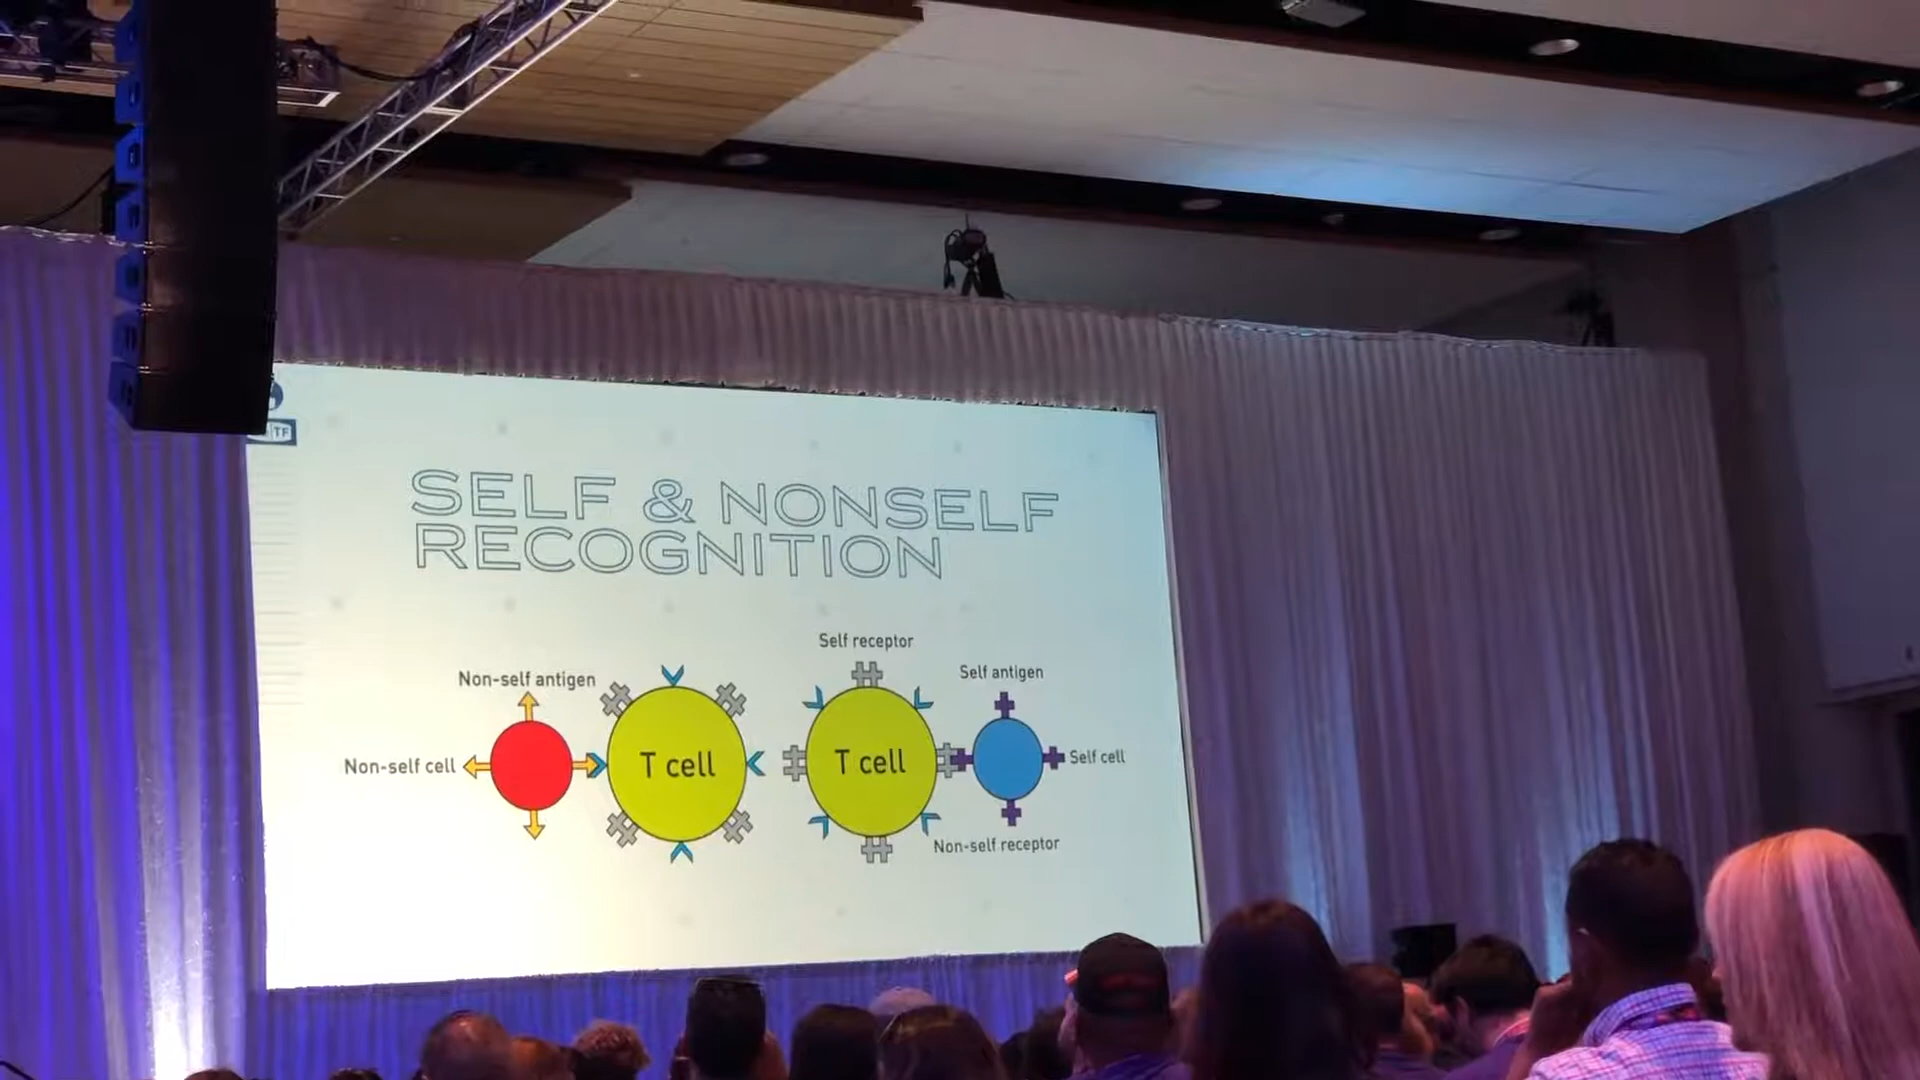 TF
SELF & NONSELF
RECOGNITION
Self receptor
Non-self antigen
Self antigen
Non-self cell
T cell
T cell
Self cell
Non-self receptor